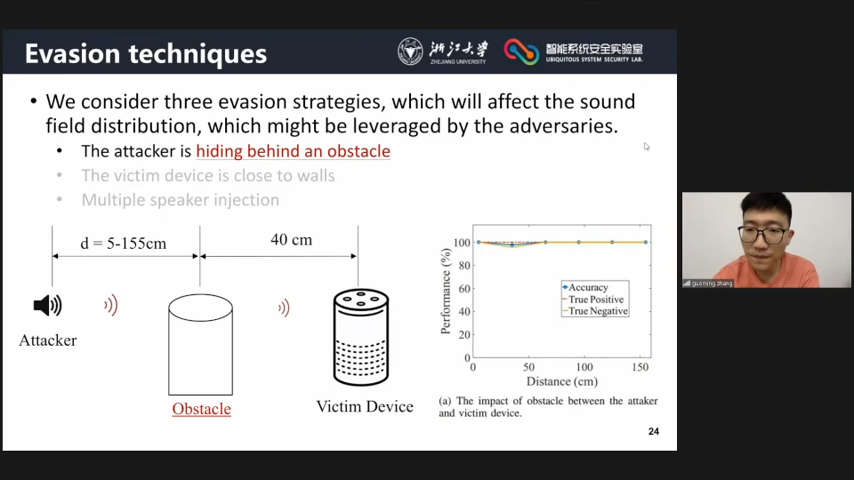 Evasion techniques
浙江大学
ZHEJIANG UNIVERSITY
智能系统安全实验室
UBIQUITOUS SYSTEM SECURITY LAB.
• We consider three evasion strategies, which will affect the sound
field distribution, which might be leveraged by the adversaries.
• The attacker is hiding behind an obstacle
• The victim device is close to walls
• Multiple speaker injection
d = 5-155cm
40 cm
Attacker
Obstacle
Victim Device
Performance (%)
100
80
60
40
20
0
Accuracy
True Positive
True Negative
0 50 100 150
Distance (cm)
(a) The impact of obstacle between the attaker
and victim device.
24
guoming zhang